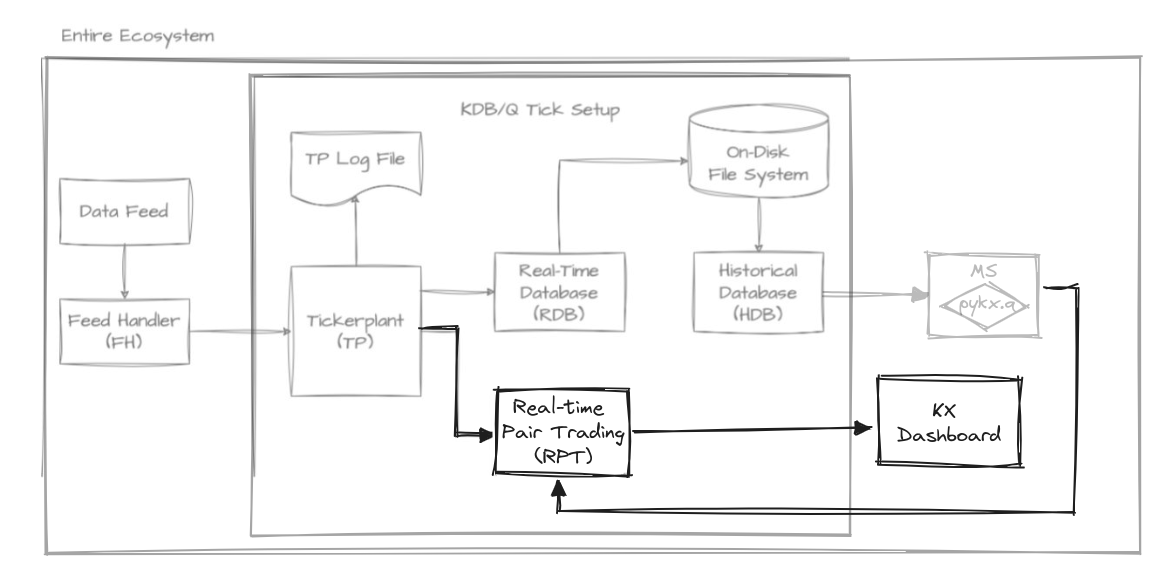 Entire Ecosystem
KDB/Q Tick Setup
TP Log File
On-Disk
File System
Data Feed
Real-Time
Database
(RDB)
Historical
Database
(HDB)
MS
pykx.q
Feed Handler
(FH)
Tickerplant
(TP)
Real-time
Pair Trading
(RPT)
KX
Dashboard